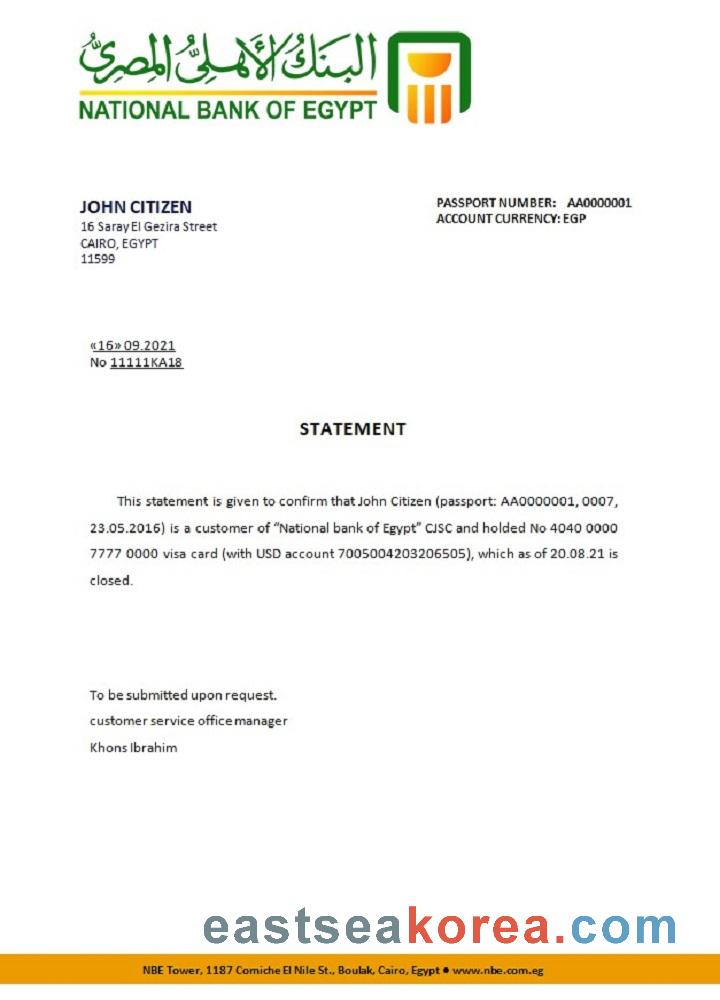 البنك الأهلي المصري
NATIONAL BANK OF EGYPT
JOHN CITIZEN
16 Saray El Gezira Street
CAIRO, EGYPT
11599
PASSPORT NUMBER: AA0000001
ACCOUNT CURRENCY: EGP
«16» 09.2021
No 11111KA18
STATEMENT
This statement is given to confirm that John Citizen (passport: AA0000001, 0007,
23.05.2016) is a customer of “National bank of Egypt” CJSC and holded No 4040 0000
7777 0000 visa card (with USD account 7005004203206505), which as of 20.08.21 is
closed.
To be submitted upon request.
customer service office manager
Khons Ibrahim
eastseakorea.com
NBE Tower, 1187 Corniche El Nile St., Boulak, Cairo, Egypt ● www.nbe.com.eg